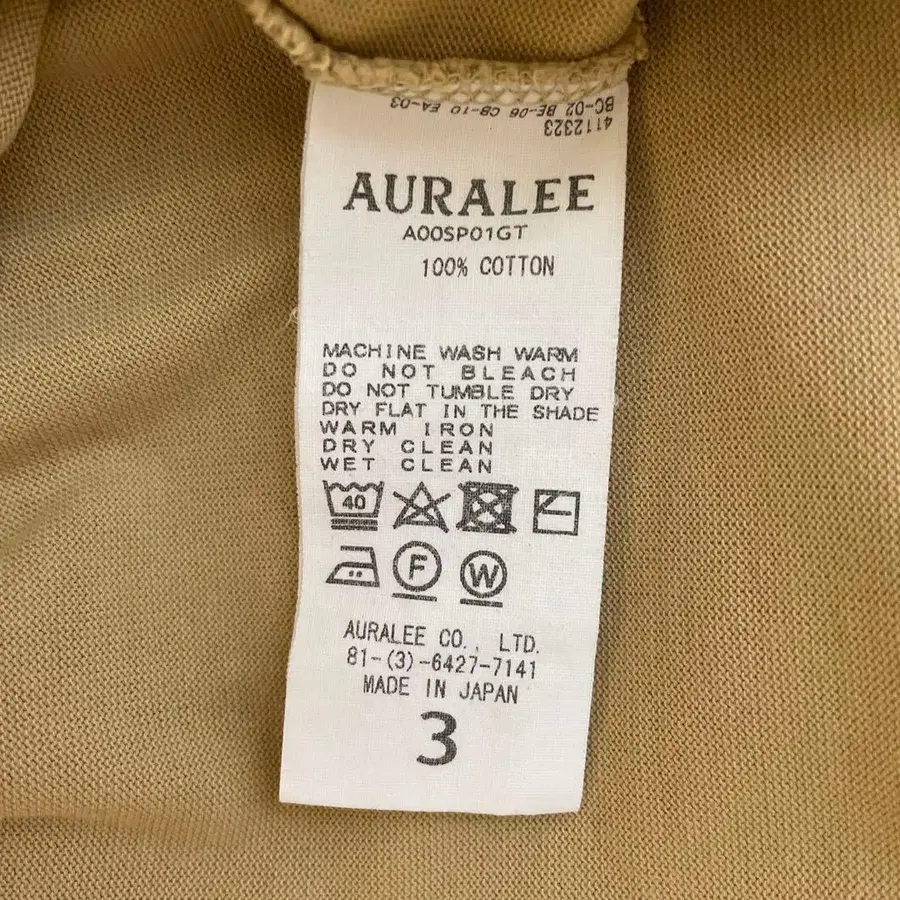 BC-02 BE-06 CB-10 EA-03
4112323
AURALEE
A00SP01GT
100% COTTON
MACHINE WASH WARM
DO NOT BLEACH
DO NOT TUMBLE DRY
DRY FLAT IN THE SHADE
WARM IRON
DRY CLEAN
WET CLEAN
40
F W
AURALEE CO., LTD.
81-(3)-6427-7141
MADE IN JAPAN
3